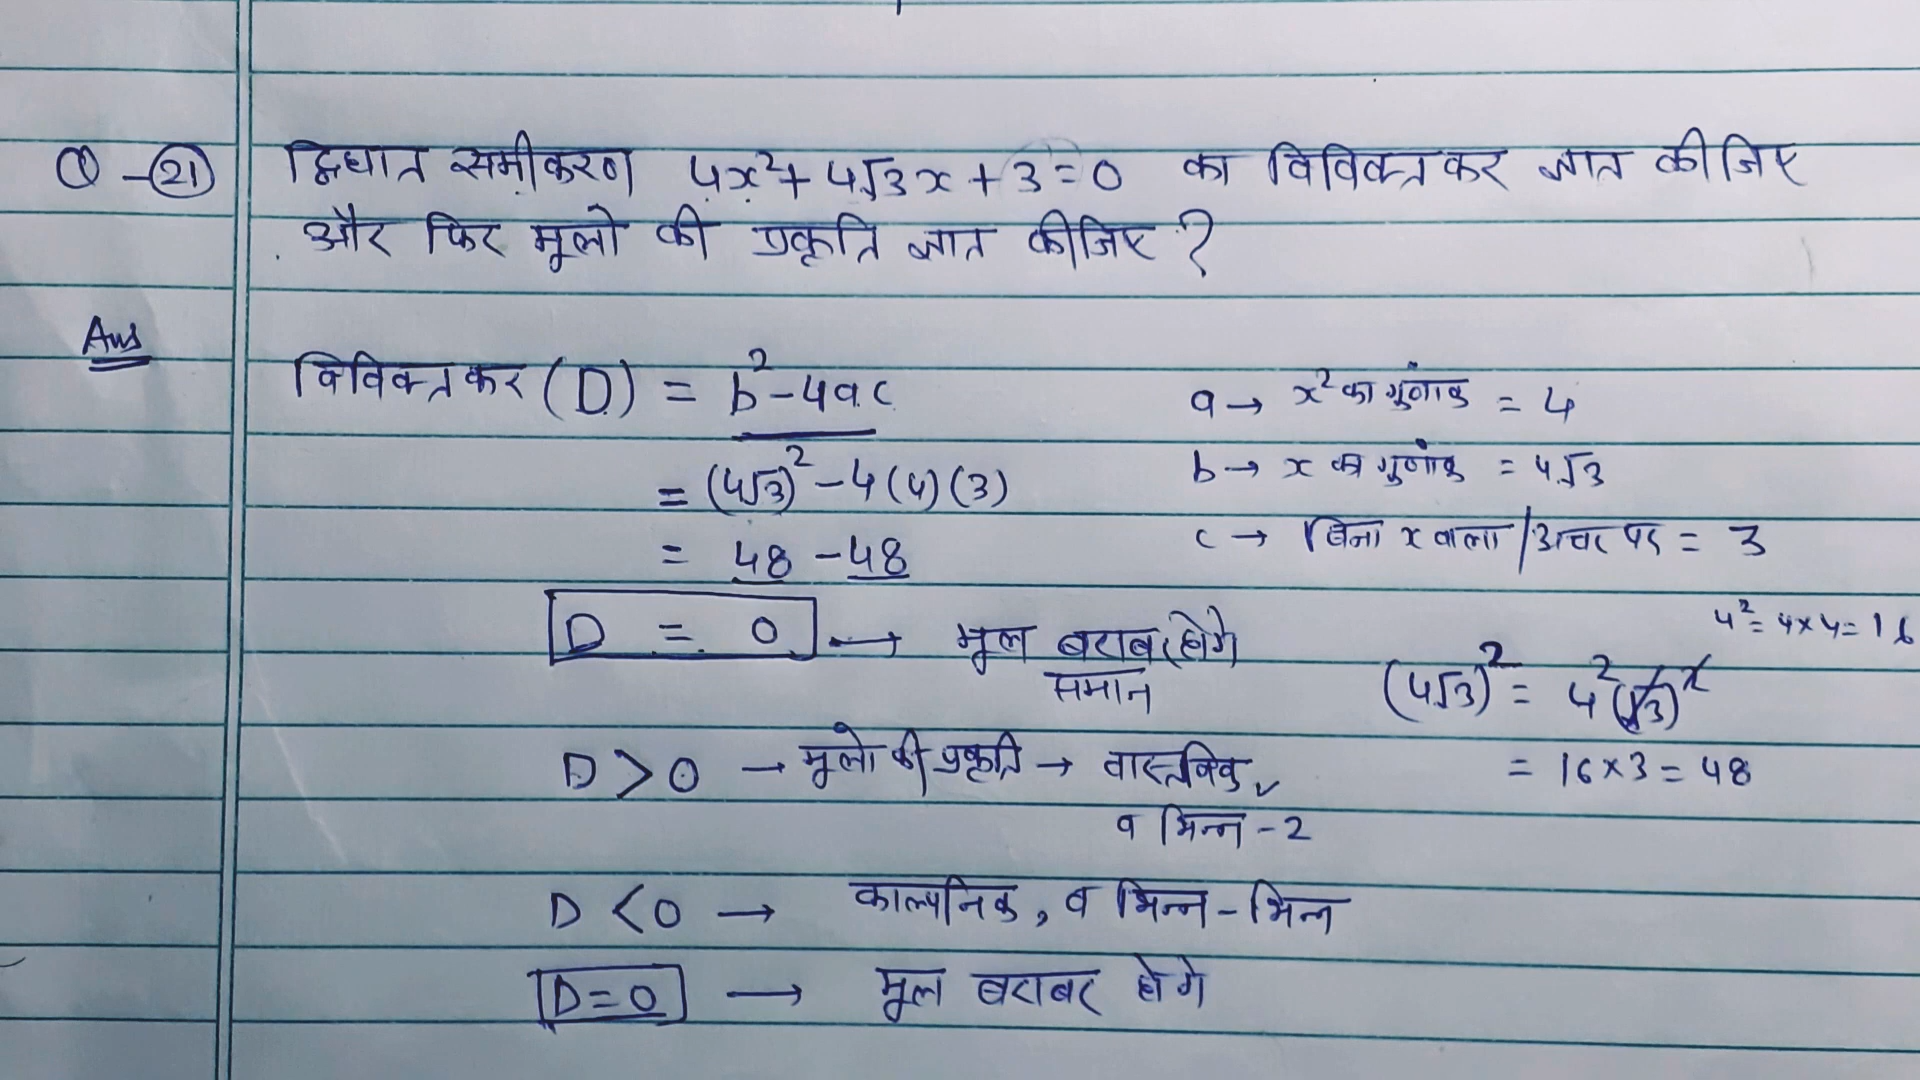 Q - 21 द्विघात समीकरण 4x²+ 4√3x + 3 = 0 का विविक्तकर ज्ञात कीजिए
और फिर मूलो की प्रकृति ज्ञात कीजिए ?
Ans
विविक्तकर (D) = b² - 4ac
a → x² का गुणांक = 4
= (4√3)² - 4(4)(3)
b → x का गुणांक = 4√3
= 48 - 48
c → बिना x वाला / अचर पद = 3
D = 0 → मूल बराबर होगे
समान
4² = 4×4 = 16
(4√3)² = 4²(√3)²
= 16×3 = 48
D > 0 → मूलो की प्रकृति → वास्तविक
व भिन्न - 2
D < 0 → काल्पनिक, व भिन्न - भिन्न
D = 0 → मूल बराबर होगे